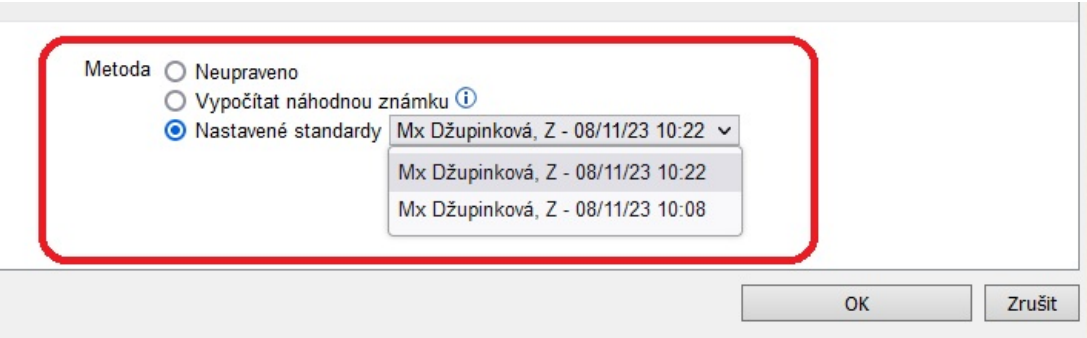 Metoda Neupraveno
Vypočítat náhodnou známku i
Nastavené standardy Mx Džupinková, Z - 08/11/23 10:22
Mx Džupinková, Z - 08/11/23 10:22
Mx Džupinková, Z - 08/11/23 10:08
OK Zrušit